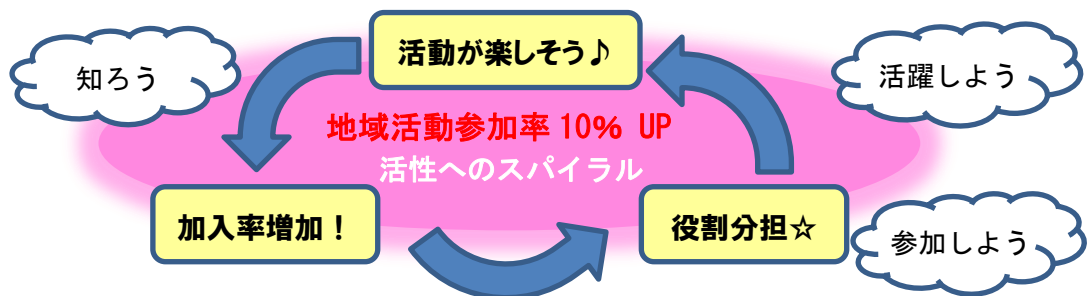 活動が楽しそう♪
知ろう
活躍しよう
地域活動参加率10% UP
活性へのスパイラル
加入率増加！
役割分担☆
参加しよう